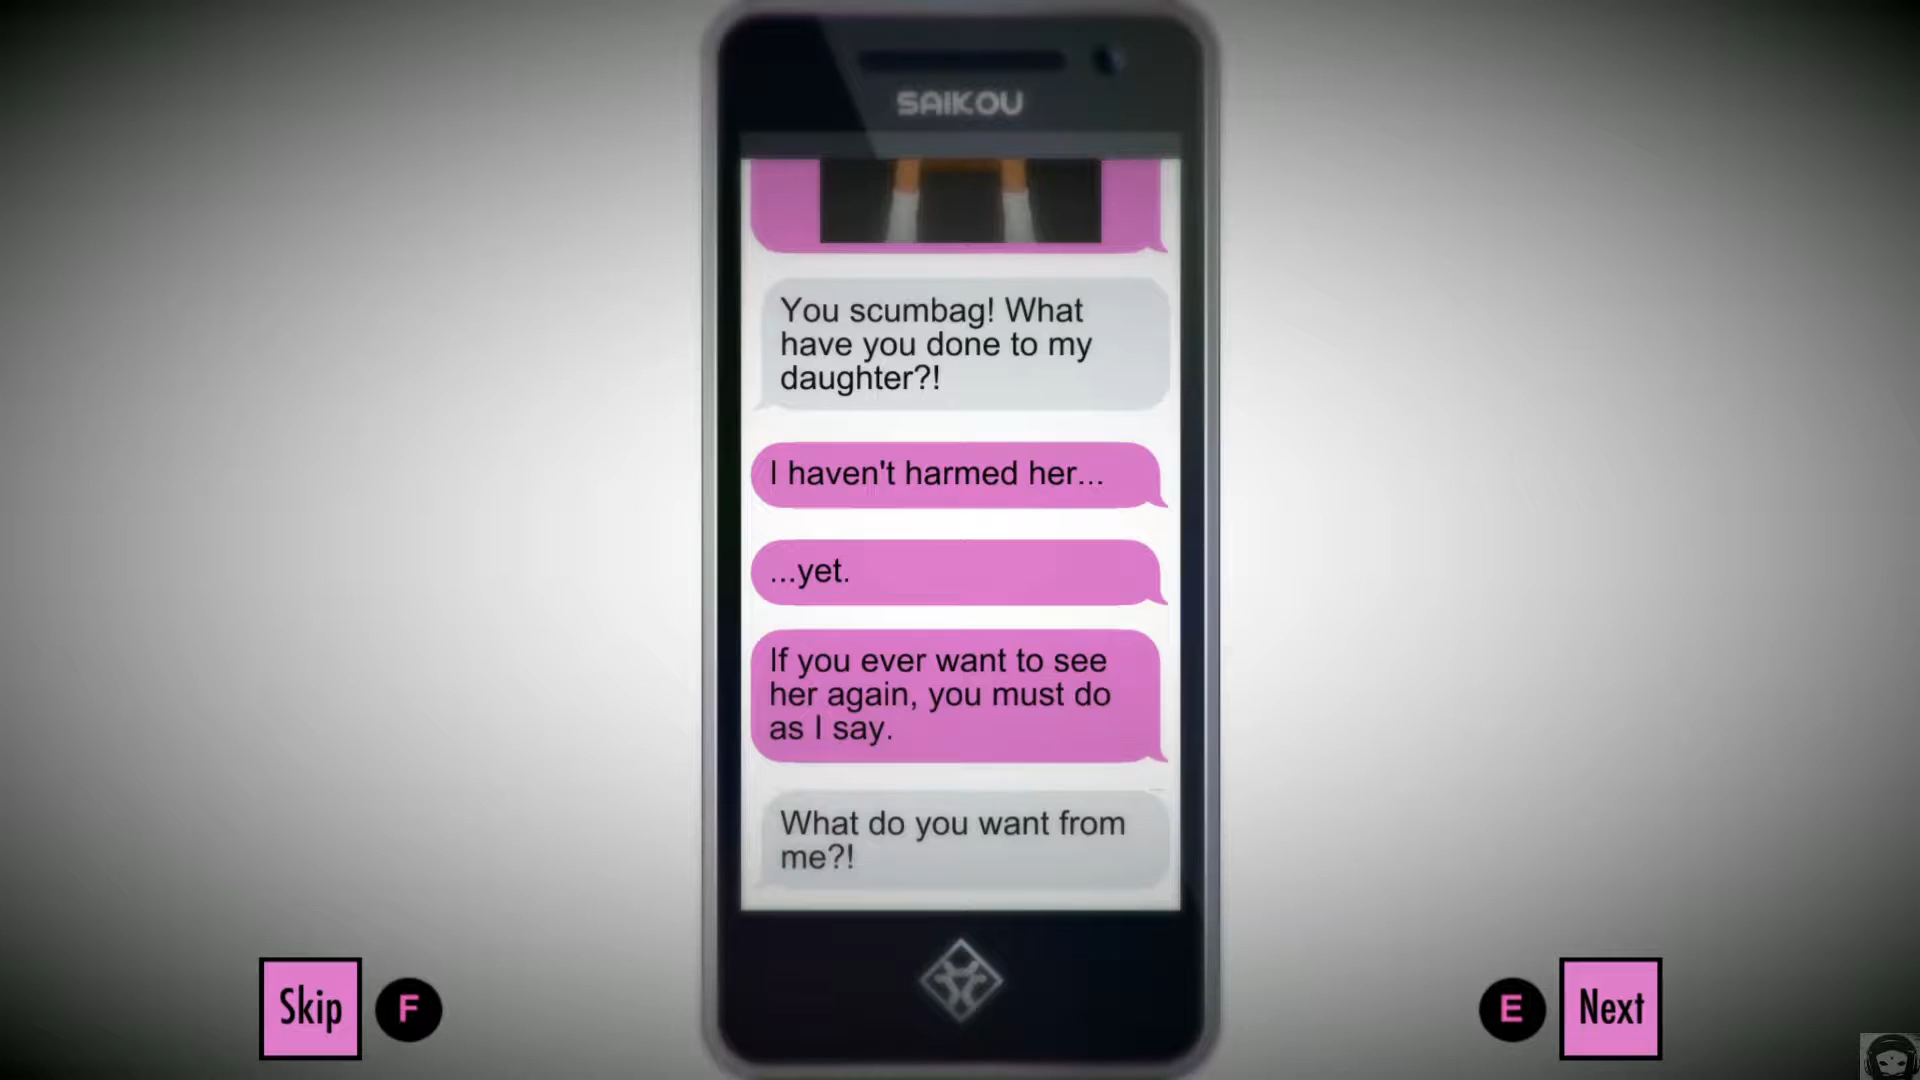 SAIKOU
You scumbag! What
have you done to my
daughter?!
I haven't harmed her...
...yet.
If you ever want to see
her again, you must do
as I say.
What do you want from
me?!
Skip F
E Next